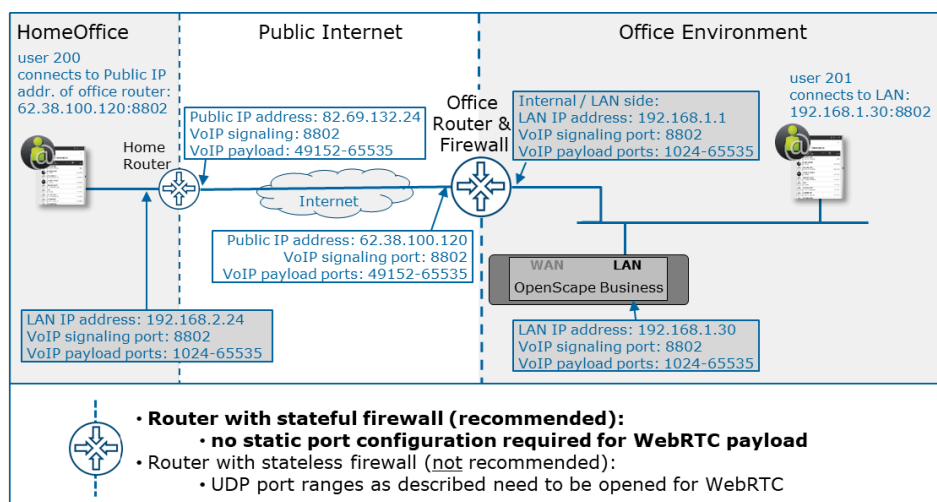 HomeOffice
user 200
connects to Public IP
addr. of office router:
62.38.100.120:8802
Home
Router
LAN IP address: 192.168.2.24
VoIP signaling port: 8802
VoIP payload ports: 1024-65535
Public Internet
Public IP address: 82.69.132.24
VoIP signaling: 8802
VoIP payload: 49152-65535
Internet
Public IP address: 62.38.100.120
VoIP signaling port: 8802
VoIP payload ports: 49152-65535
Office
Router &
Firewall
Office Environment
Internal / LAN side:
LAN IP address: 192.168.1.1
VoIP signaling port: 8802
VoIP payload ports: 1024-65535
user 201
connects to LAN:
192.168.1.30:8802
WAN LAN
OpenScape Business
LAN IP address: 192.168.1.30
VoIP signaling port: 8802
VoIP payload ports: 1024-65535
• Router with stateful firewall (recommended):
• no static port configuration required for WebRTC payload
• Router with stateless firewall (not recommended):
• UDP port ranges as described need to be opened for WebRTC